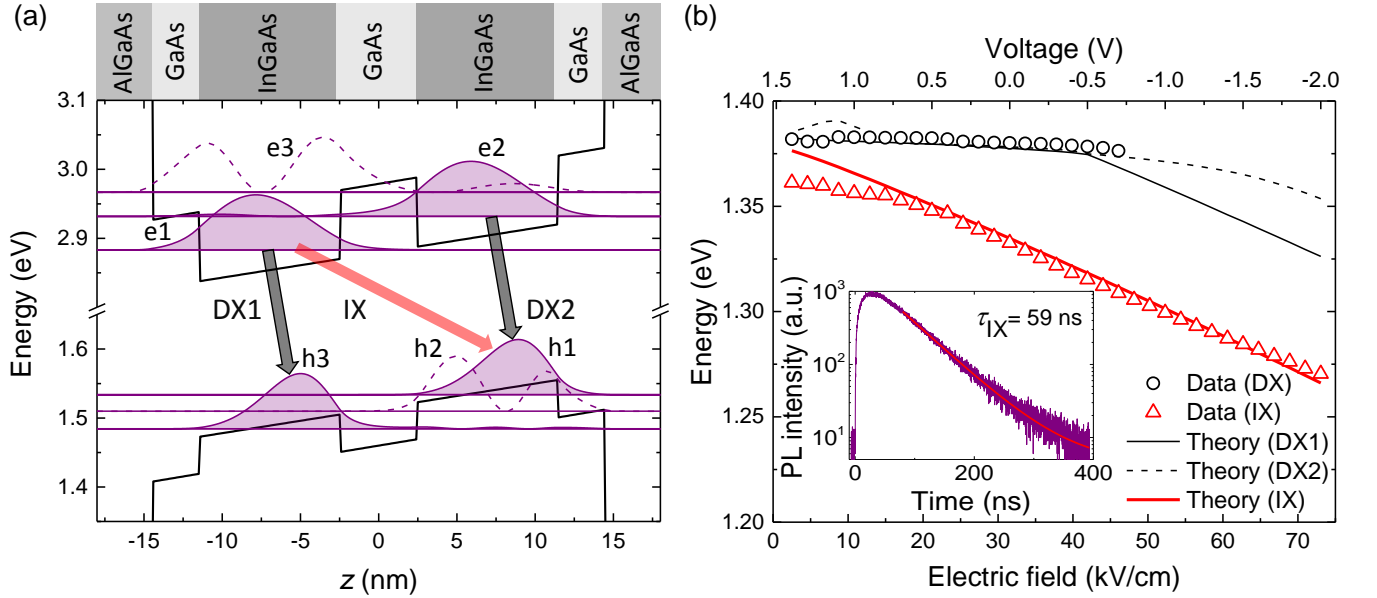 (a)
AlGaAs
GaAs
InGaAs
GaAs
InGaAs
GaAs
AlGaAs
3.1
3.0
2.9
1.6
1.5
1.4
Energy (eV)
e3
e2
e1
DX1
IX
DX2
h3
h2
h1
-15 -10 -5 0 5 10 15
z (nm)
(b)
Voltage (V)
1.5 1.0 0.5 0.0 -0.5 -1.0 -1.5 -2.0
1.40
1.35
1.30
1.25
1.20
Energy (eV)
10³
10²
10¹
PL intensity (a.u.)
τIX= 59 ns
0 200 400
Time (ns)
Data (DX)
Data (IX)
Theory (DX1)
Theory (DX2)
Theory (IX)
0 10 20 30 40 50 60 70
Electric field (kV/cm)